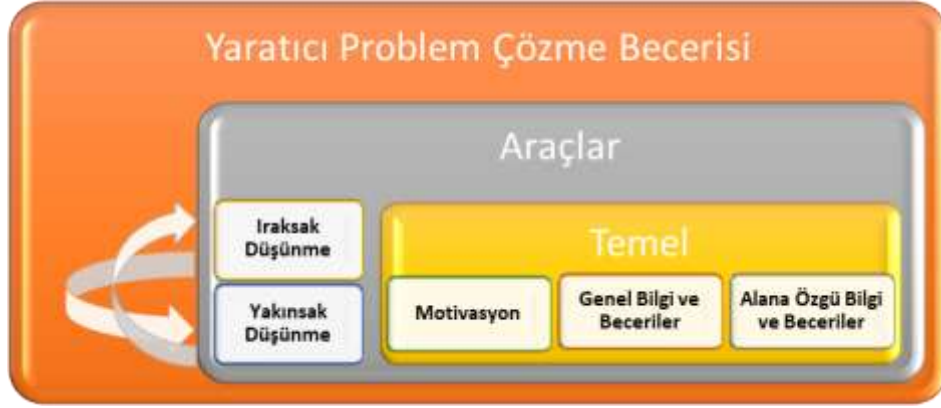 Yaratıcı Problem Çözme Becerisi
Araçlar
Iraksak
Düşünme
Yakınsak
Düşünme
Temel
Motivasyon
Genel Bilgi ve
Beceriler
Alana Özgü Bilgi
ve Beceriler